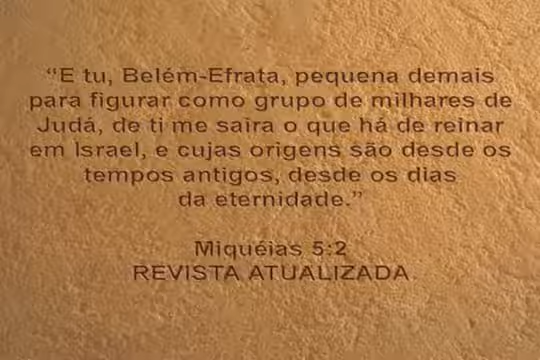 “E tu, Belém-Efrata, pequena demais
para figurar como grupo de milhares de
Judá, de ti me saira o que há de reinar
em Israel, e cujas origens são desde os
tempos antigos, desde os dias
da eternidade.”
Miquéias 5:2
REVISTA ATUALIZADA